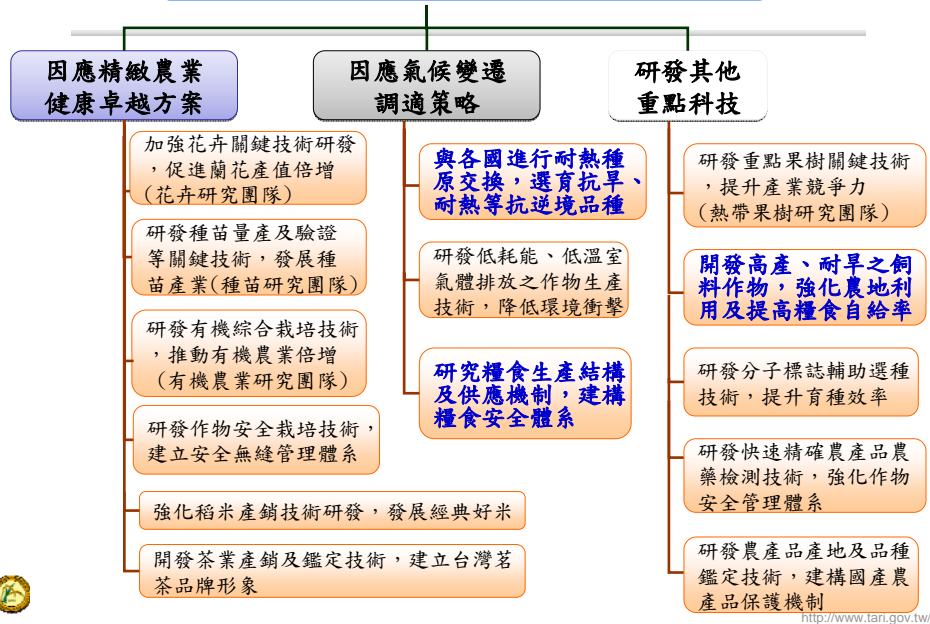 因應精緻農業
健康卓越方案
加強花卉關鍵技術研發
，促進蘭花產值倍增
(花卉研究團隊)
研發種苗量產及驗證
等關鍵技術，發展種
苗產業(種苗研究團隊)
研發有機綜合栽培技術
，推動有機農業倍增
（有機農業研究團隊）
研發作物安全栽培技術，
建立安全無縫管理體系
強化稻米產銷技術研發，發展經典好米
開發茶業產銷及鑑定技術，建立台灣茗
茶品牌形象
因應氣候變遷
調適策略
與各國進行耐熱種
原交換，選育抗旱、
耐熱等抗逆境品種
研發低耗能、低溫室
氣體排放之作物生產
技術，降低環境衝擊
研究糧食生產結構
及供應機制，建構
糧食安全體系
研發其他
重點科技
研發重點果樹關鍵技術
，提升產業競爭力
(熱帶果樹研究團隊)
開發高產、耐旱之飼
料作物，強化農地利
用及提高糧食自給率
研發分子標誌輔助選種
技術，提升育種效率
研發快速精確農產品農
藥檢測技術，強化作物
安全管理體系
研發農產品產地及品種
鑑定技術，建構國產農
產品保護機制
http://www.tari.gov.tw/